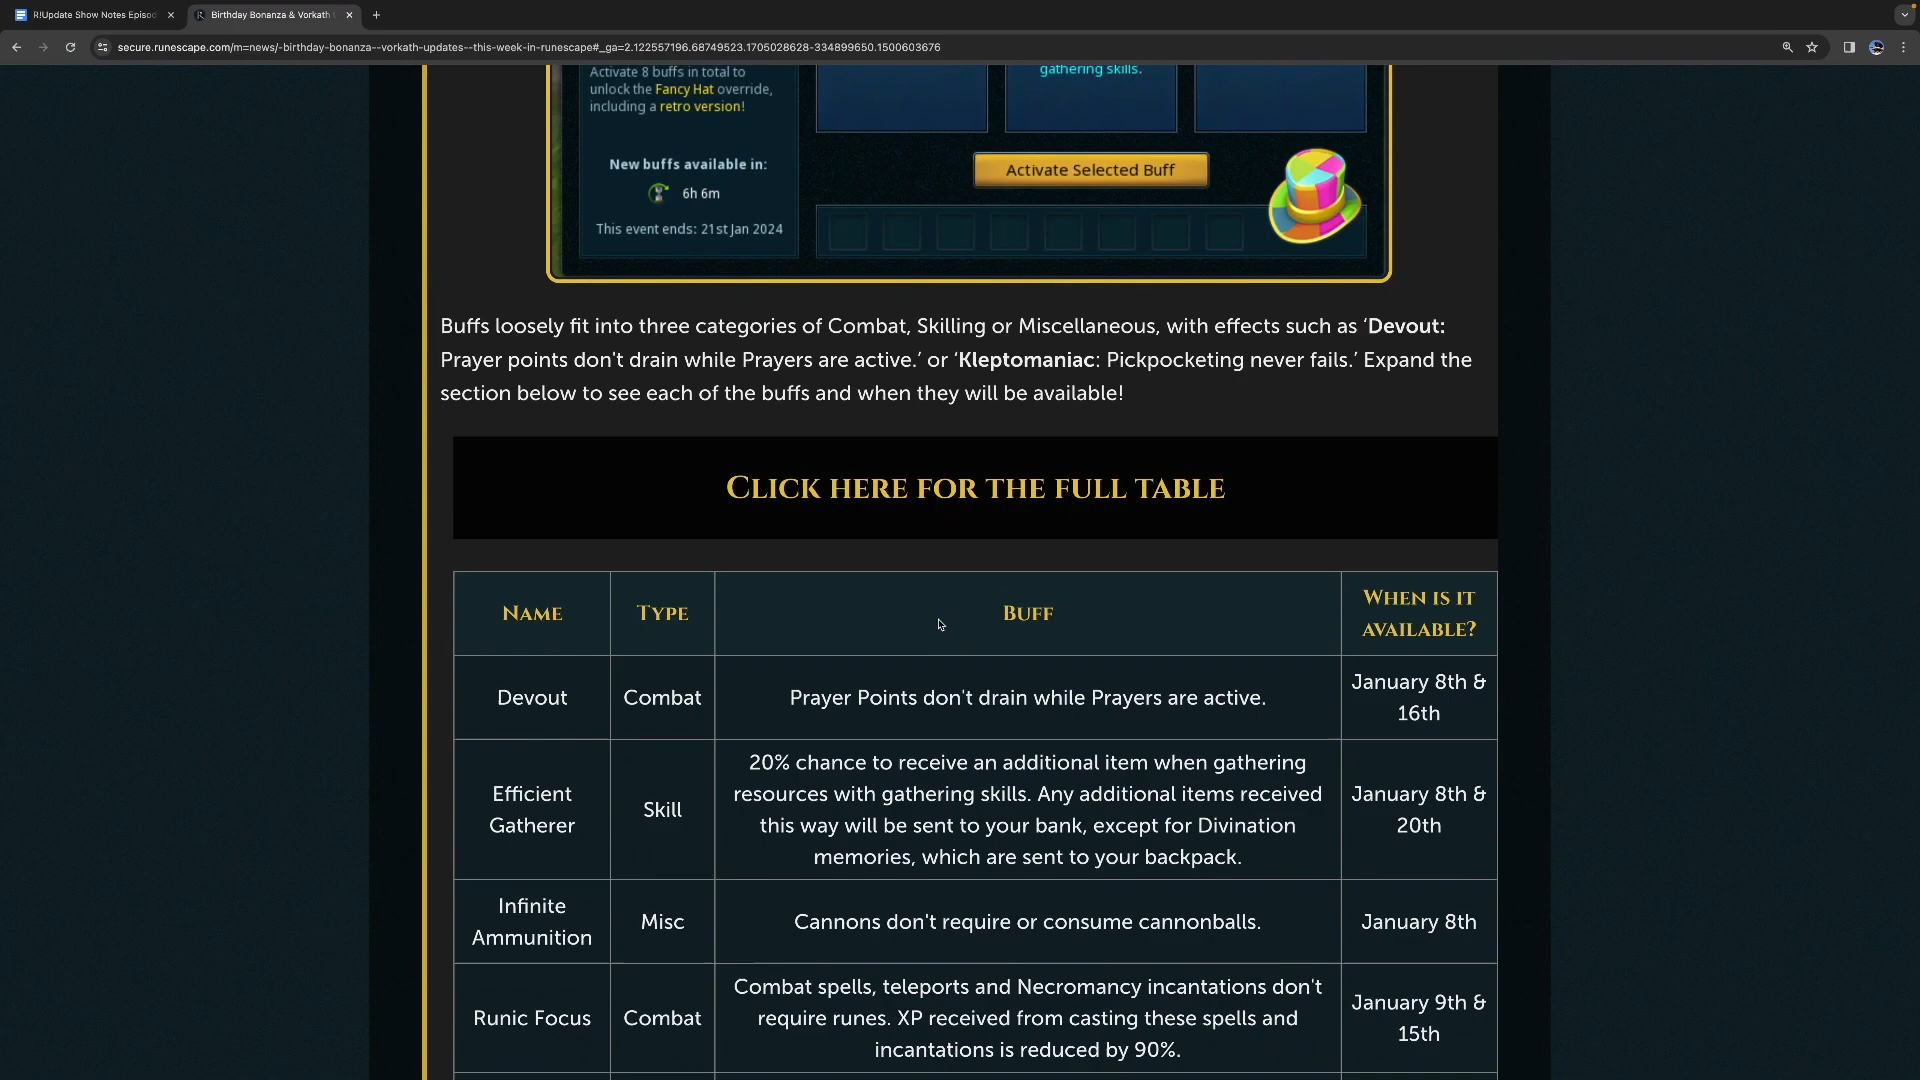 R!Update Show Notes Episod
Birthday Bonanza & Vorkath
secure.runescape.com/m=news/-birthday-bonanza--vorkath-updates--this-week-in-runescape#_ga=2.122557196.68749523.1705028628-334899650.1500603676
Activate 8 buffs in total to
unlock the Fancy Hat override,
including a retro version!
gathering skills.
New buffs available in:
6h 6m
This event ends: 21st Jan 2024
Activate Selected Buff
Buffs loosely fit into three categories of Combat, Skilling or Miscellaneous, with effects such as ‘Devout:
Prayer points don't drain while Prayers are active.’ or ‘Kleptomaniac: Pickpocketing never fails.’ Expand the
section below to see each of the buffs and when they will be available!
Click here for the full table
Name
Type
Buff
When is it
available?
Devout
Combat
Prayer Points don't drain while Prayers are active.
January 8th &
16th
Efficient
Gatherer
Skill
20% chance to receive an additional item when gathering
resources with gathering skills. Any additional items received
this way will be sent to your bank, except for Divination
memories, which are sent to your backpack.
January 8th &
20th
Infinite
Ammunition
Misc
Cannons don't require or consume cannonballs.
January 8th
Runic Focus
Combat
Combat spells, teleports and Necromancy incantations don't
require runes. XP received from casting these spells and
incantations is reduced by 90%.
January 9th &
15th